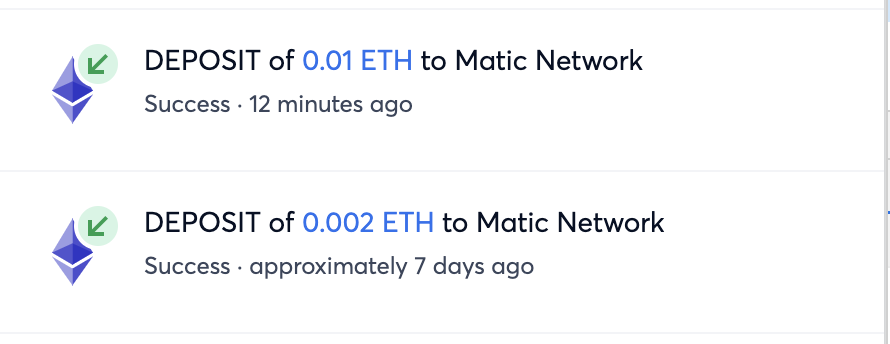 DEPOSIT of 0.01 ETH to Matic Network
Success · 12 minutes ago
DEPOSIT of 0.002 ETH to Matic Network
Success · approximately 7 days ago